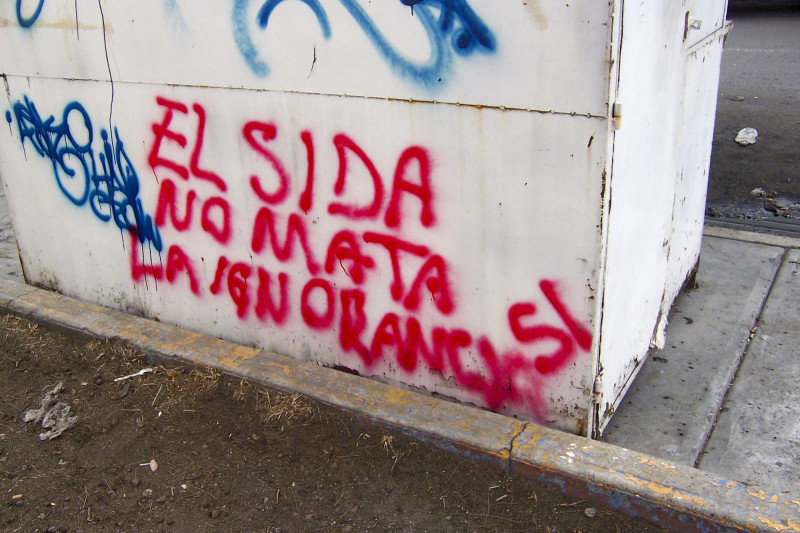 EL SIDA
NO MATA
LA IGNORANCIA SI